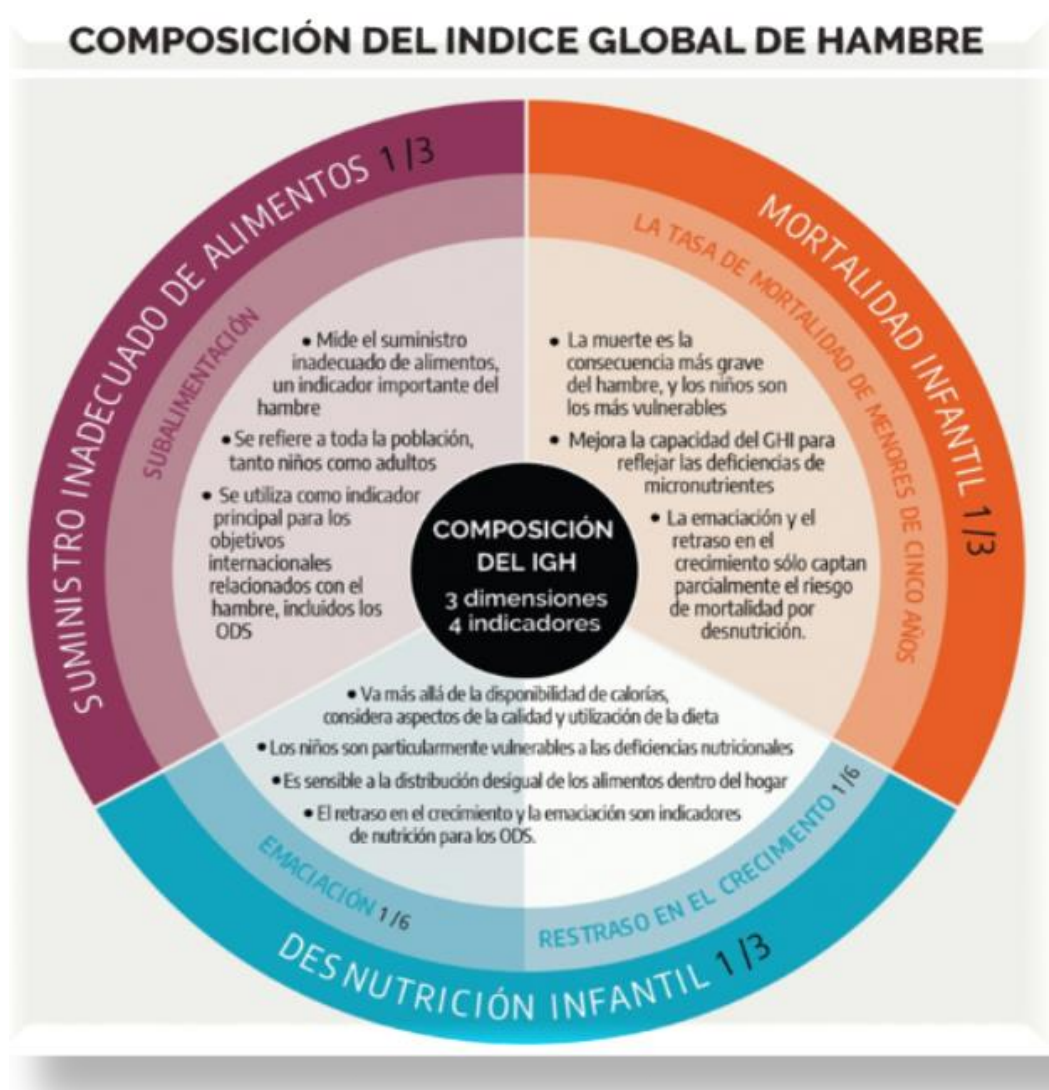 COMPOSICIÓN DEL INDICE GLOBAL DE HAMBRE
SUMINISTRO INADECUADO DE ALIMENTOS 1/3
SUBALIMENTACIÓN
• Mide el suministro
inadecuado de alimentos,
un indicador importante del
hambre
• Se refiere a toda la población,
tanto niños como adultos
• Se utiliza como indicador
principal para los
objetivos
internacionales
relacionados con el
hambre, incluidos los
ODS
MORTALIDAD INFANTIL 1/3
LA TASA DE MORTALIDAD DE MENORES DE CINCO AÑOS
• La muerte es la
consecuencia más grave
del hambre, y los niños son
los más vulnerables
• Mejora la capacidad del GHI para
reflejar las deficiencias de
micronutrientes
• La emaciación y el
retraso en el
crecimiento sólo captan
parcialmente el riesgo
de mortalidad por
desnutrición.
COMPOSICIÓN
DEL IGH
3 dimensiones
4 indicadores
• Va más allá de la disponibilidad de calorías,
considera aspectos de la calidad y utilización de la dieta
• Los niños son particularmente vulnerables a las deficiencias nutricionales
• Es sensible a la distribución desigual de los alimentos dentro del hogar
• El retraso en el crecimiento y la emaciación son indicadores
de nutrición para los ODS.
EMACIACIÓN 1/6
RESTRASO EN EL CRECIMIENTO 1/6
DESNUTRICIÓN INFANTIL 1/3